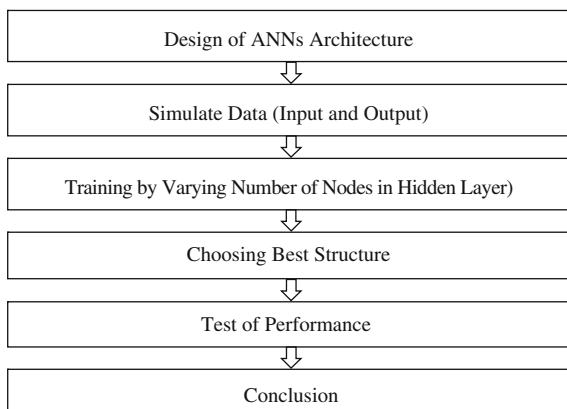 Design of ANNs Architecture
Simulate Data (Input and Output)
Training by Varying Number of Nodes in Hidden Layer)
Choosing Best Structure
Test of Performance
Conclusion